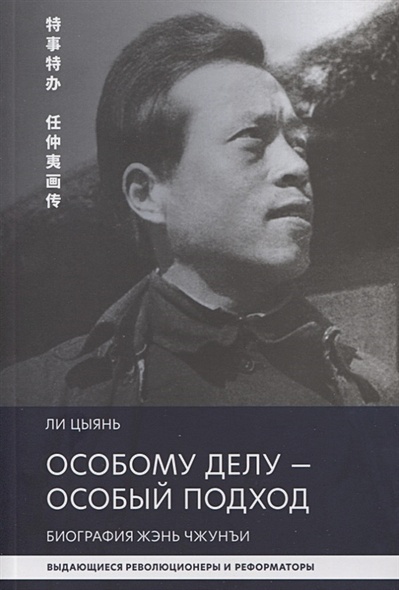 特事特办 任仲夷画传
ЛИ ЦЫЯНЬ
ОСОБОМУ ДЕЛУ —
ОСОБЫЙ ПОДХОД
БИОГРАФИЯ ЖЭНЬ ЧЖУНЪИ
ВЫДАЮЩИЕСЯ РЕВОЛЮЦИОНЕРЫ И РЕФОРМАТОРЫ